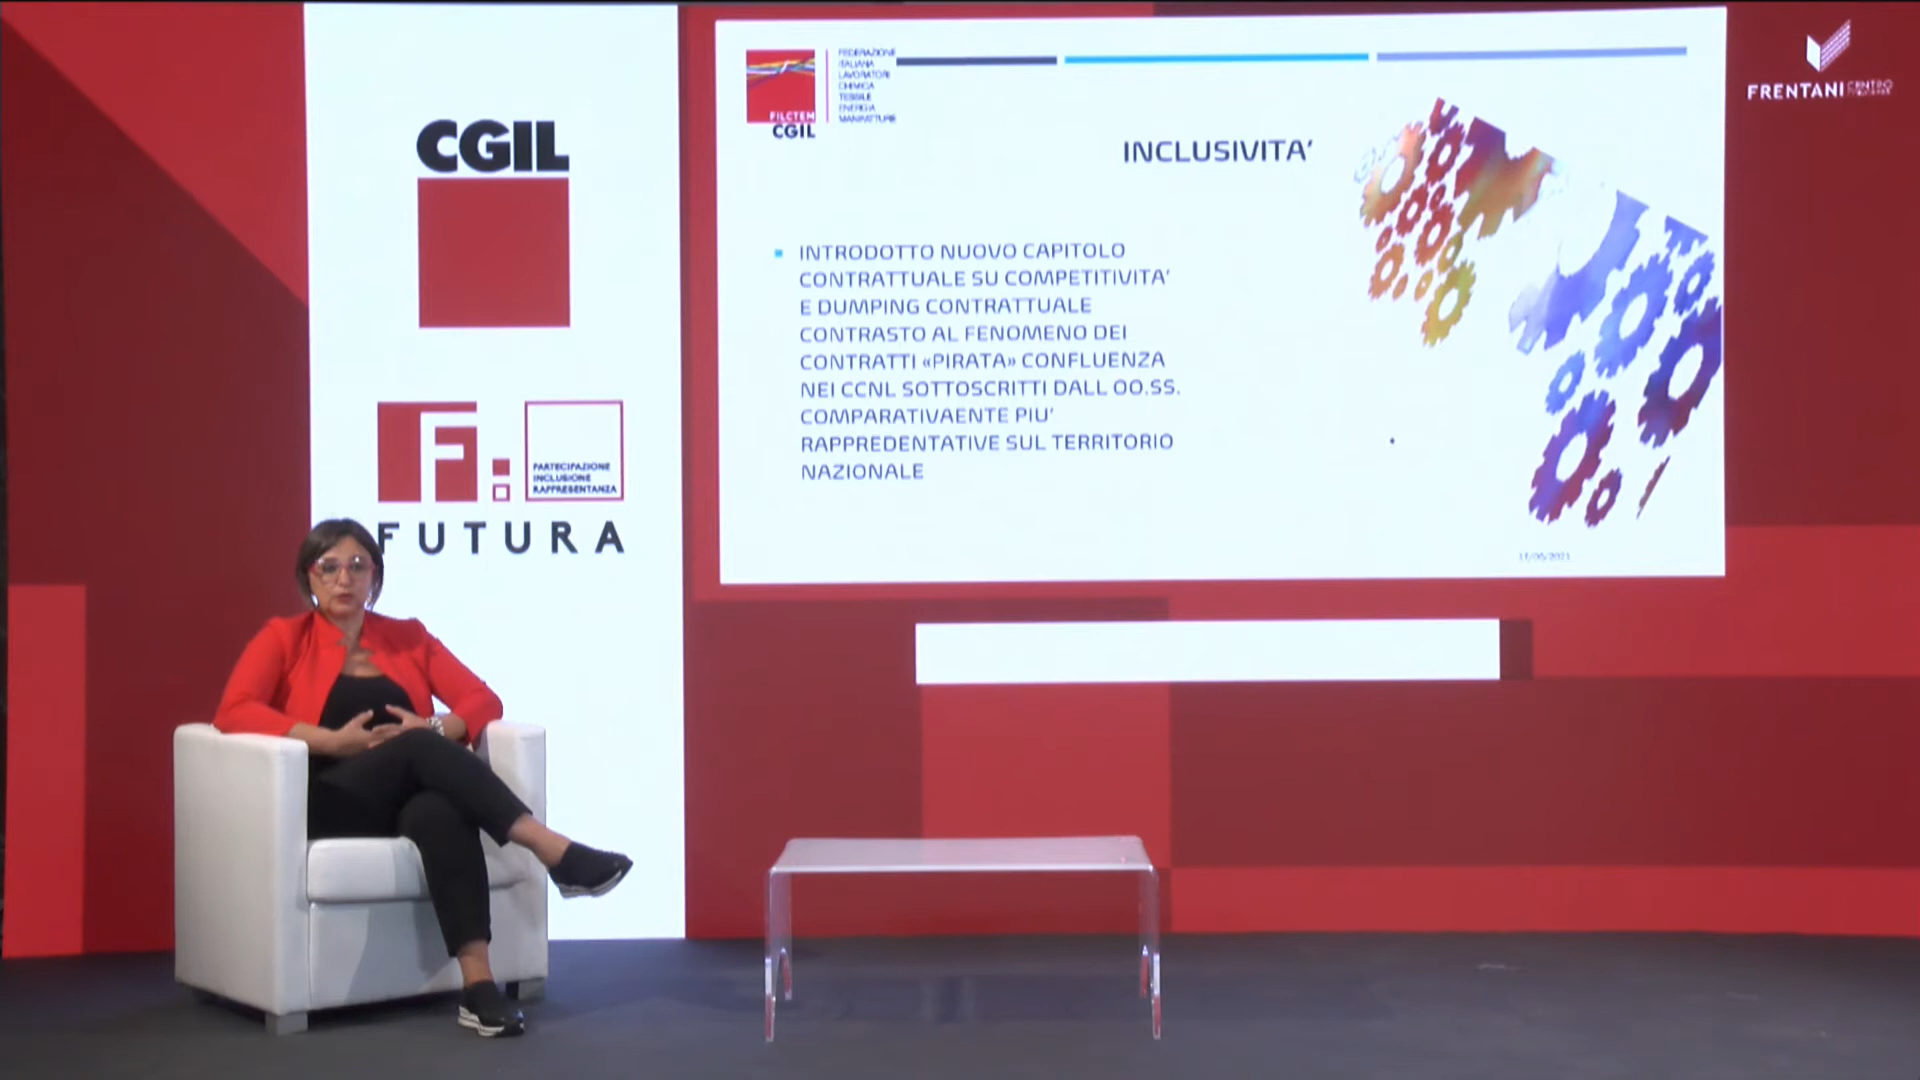 CGIL
PARTECIPAZIONE
INCLUSIONE
RAPPRESENTANZA
FUTURA
FILCTEM
CGIL
FEDERAZIONE
ITALIANA
LAVORATORI
CHIMICA
TESSILE
ENERGIA
MANIFATTURE
INCLUSIVITA’
INTRODOTTO NUOVO CAPITOLO
CONTRATTUALE SU COMPETITIVITA’
E DUMPING CONTRATTUALE
CONTRASTO AL FENOMENO DEI
CONTRATTI «PIRATA» CONFLUENZA
NEI CCNL SOTTOSCRITTI DALL OO.SS.
COMPARATIVAENTE PIU’
RAPPREDENTATIVE SUL TERRITORIO
NAZIONALE
FRENTANI CENTRO